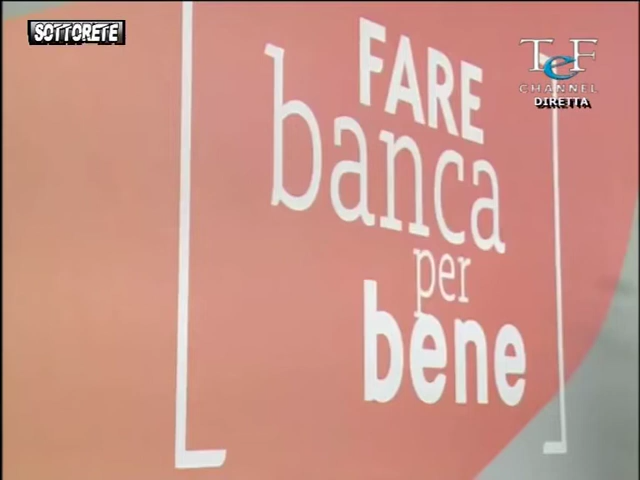 SOTTORETE
TeF
CHANNEL
DIRETTA
FARE
banca
per
bene